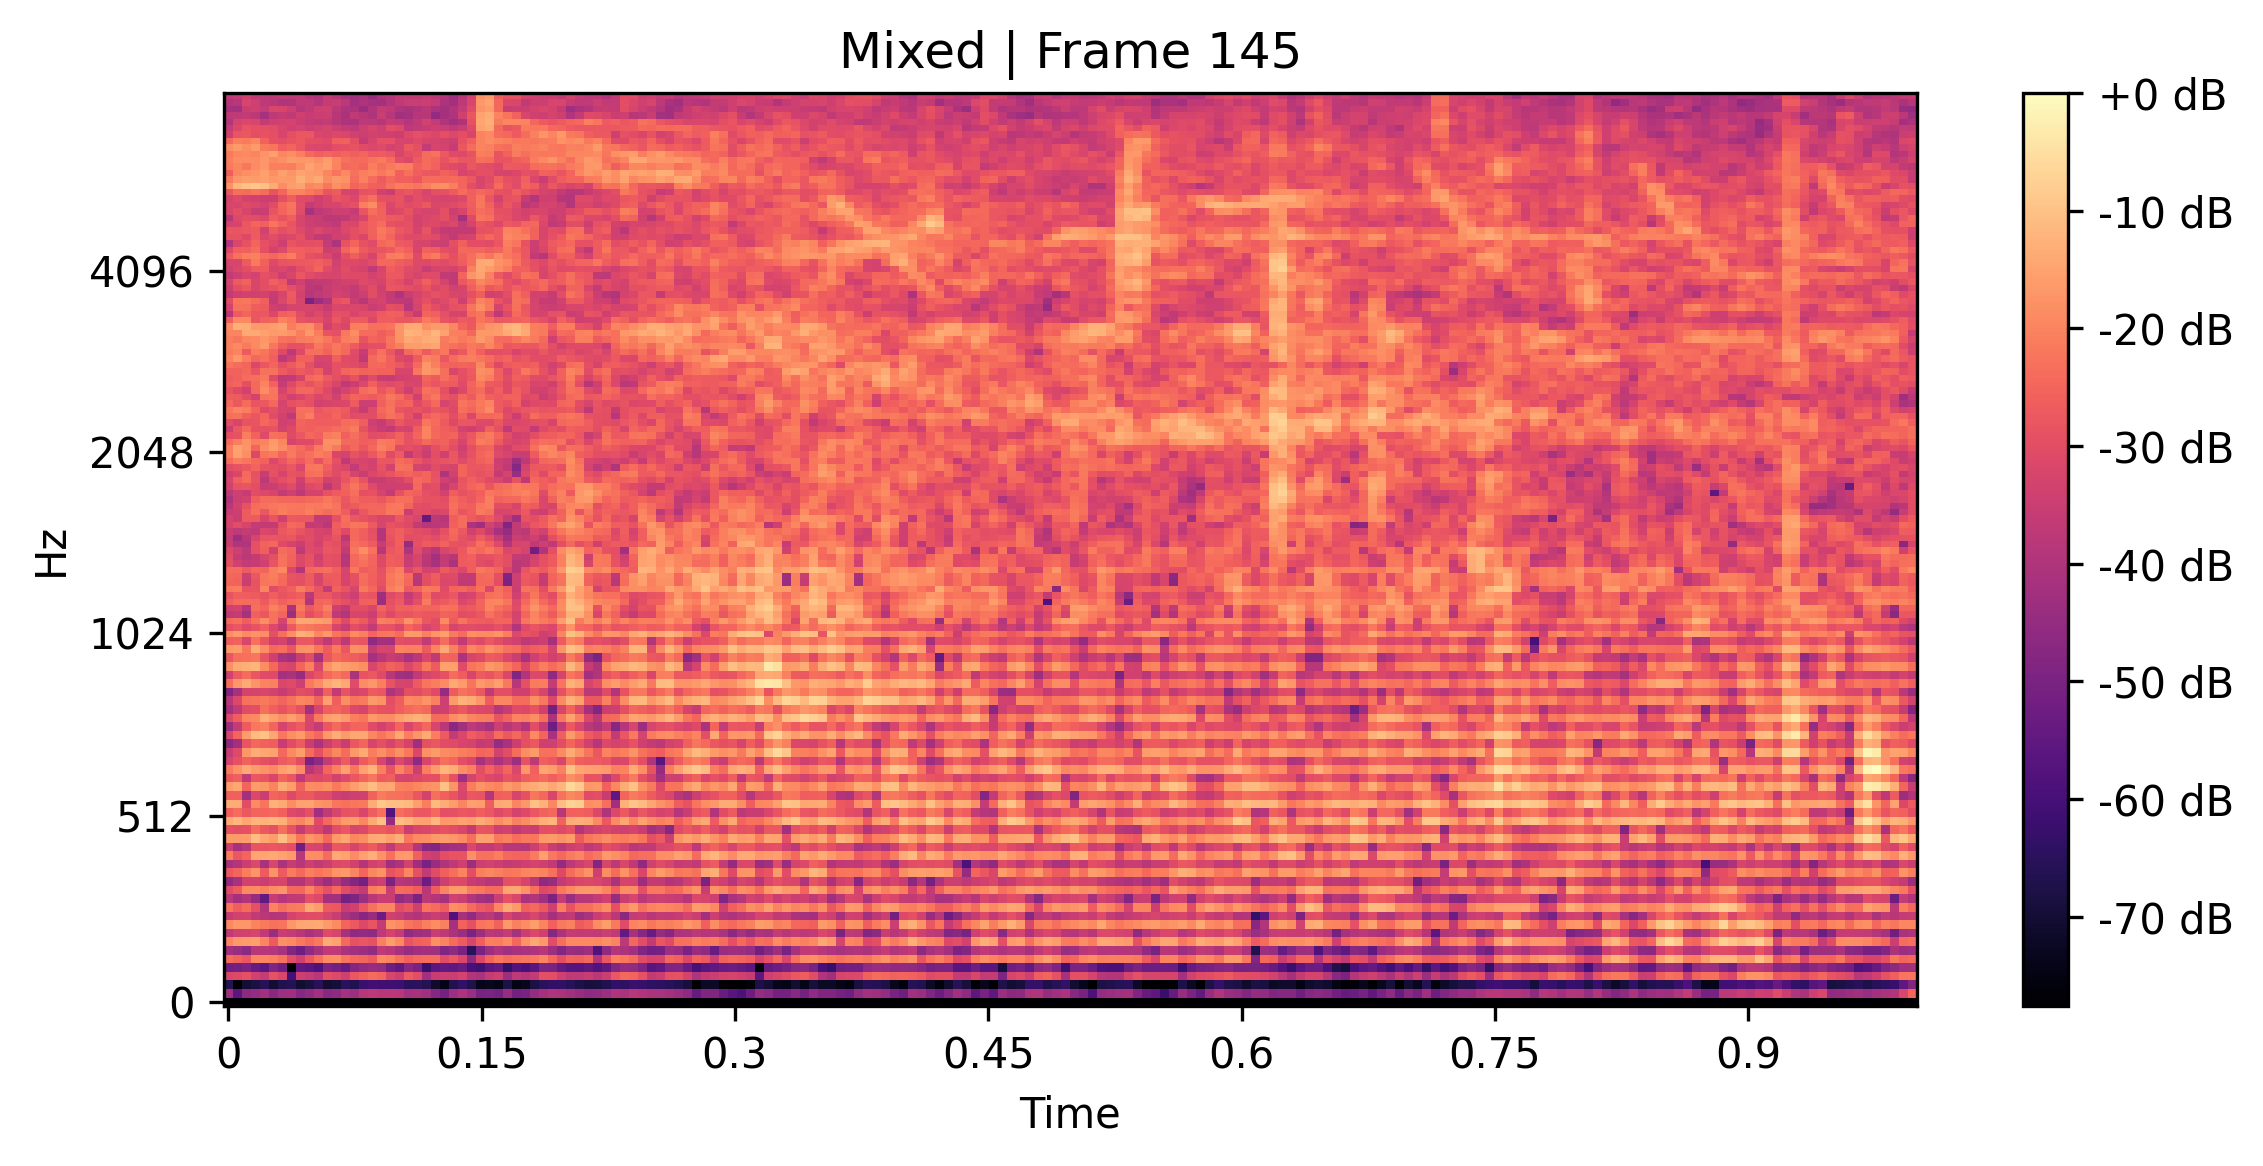 Mixed | Frame 145
+0 dB
-10 dB
-20 dB
-30 dB
-40 dB
-50 dB
-60 dB
-70 dB
Hz
4096
2048
1024
512
0
0 0.15 0.3 0.45 0.6 0.75 0.9
Time